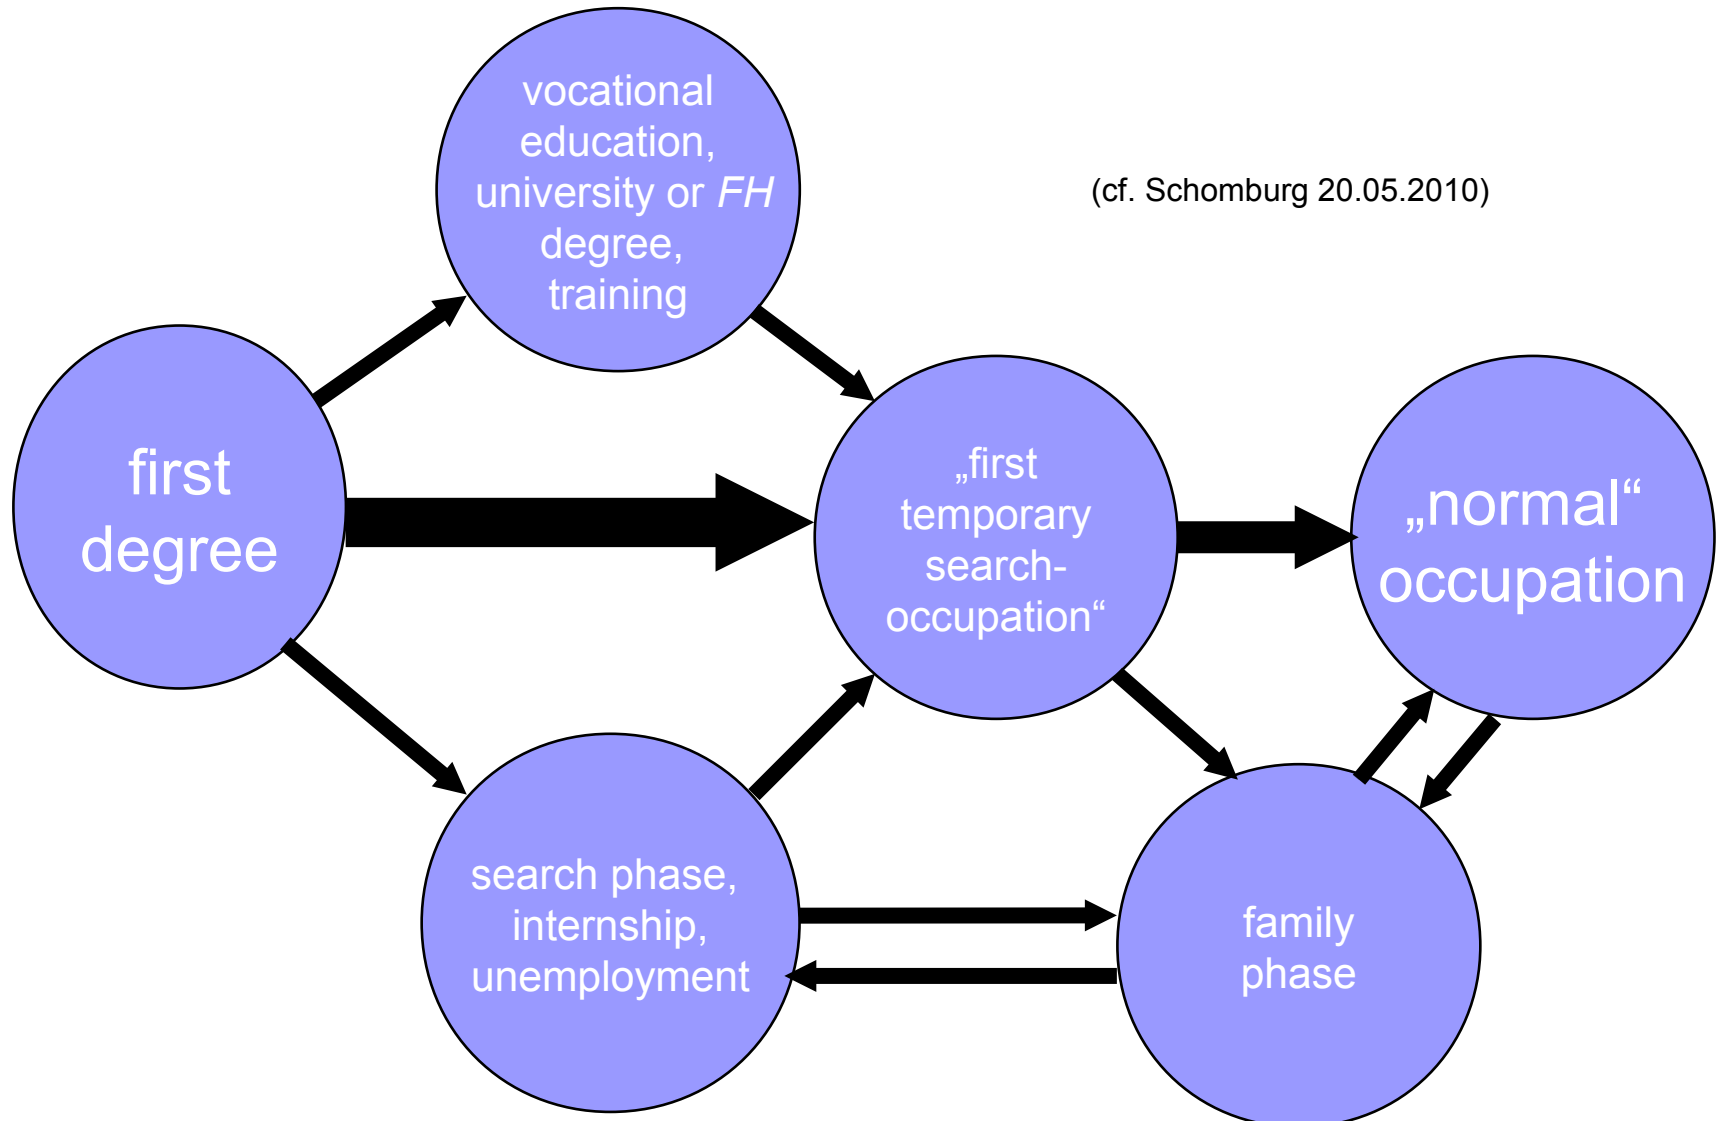 vocational
education,
university or FH
degree,
training
(cf. Schomburg 20.05.2010)
first
degree
„first
temporary
search-
occupation“
„normal“
occupation
search phase,
internship,
unemployment
family
phase